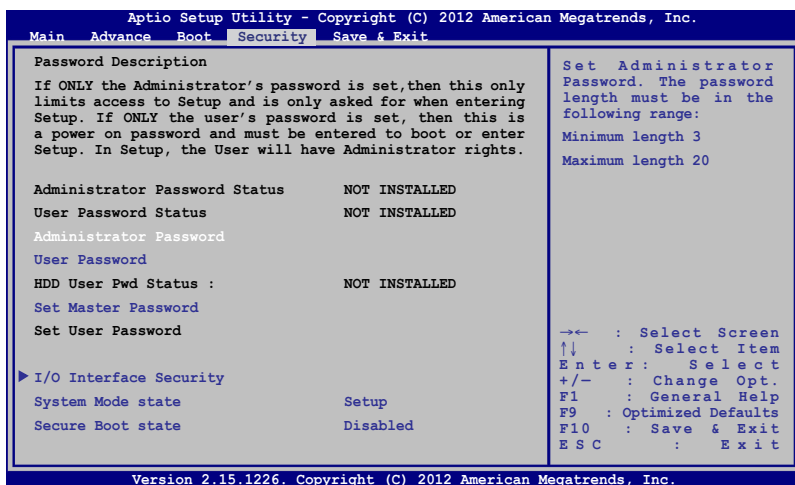 Aptio Setup Utility - Copyright (C) 2012 American Megatrends, Inc.
Main Advance Boot Security Save & Exit
Password Description
If ONLY the Administrator's password is set,then this only
limits access to Setup and is only asked for when entering
Setup. If ONLY the user's password is set, then this is
a power on password and must be entered to boot or enter
Setup. In Setup, the User will have Administrator rights.
Administrator Password Status NOT INSTALLED
User Password Status NOT INSTALLED
Administrator Password
User Password
HDD User Pwd Status : NOT INSTALLED
Set Master Password
Set User Password
I/O Interface Security
System Mode state Setup
Secure Boot state Disabled
Set Administrator
Password. The password
length must be in the
following range:
Minimum length 3
Maximum length 20
→← : Select Screen
↑↓ : Select Item
Enter: Select
+/— : Change Opt.
F1 : General Help
F9 : Optimized Defaults
F10 : Save & Exit
ESC : Exit
Version 2.15.1226. Copyright (C) 2012 American Megatrends, Inc.